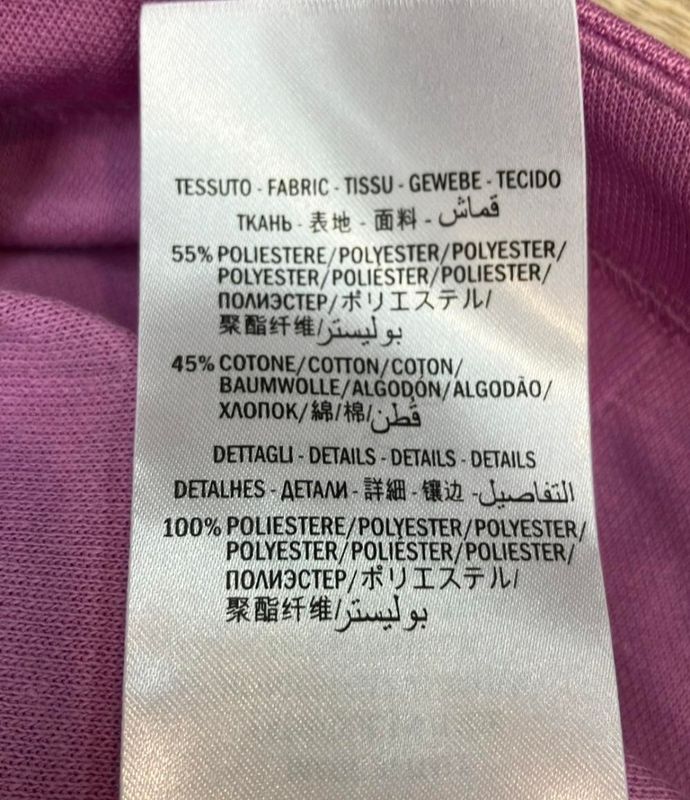 TESSUTO - FABRIC - TISSU - GEWEBE - TECIDO
ТКАНЬ - 表地 - 面料 - قماش
55% POLIESTERE/POLYESTER/POLYESTER/
POLYESTER/POLIÉSTER/POLIESTER/
ПОЛИЭСТЕР/ポリエステル/
聚酯纤维/بوليستر
45% COTONE/COTTON/COTON/
BAUMWOLLE/ALGODÓN/ALGODÃO/
ХЛОПОК/綿/棉/قطن
DETTAGLI - DETAILS - DETAILS - DETAILS
DETALHES - ДЕТАЛИ - 詳細 - 镶边 - التفاصيل
100% POLIESTERE/POLYESTER/POLYESTER/
POLYESTER/POLIÉSTER/POLIESTER/
ПОЛИЭСТЕР/ポリエステル/
聚酯纤维/بوليستر